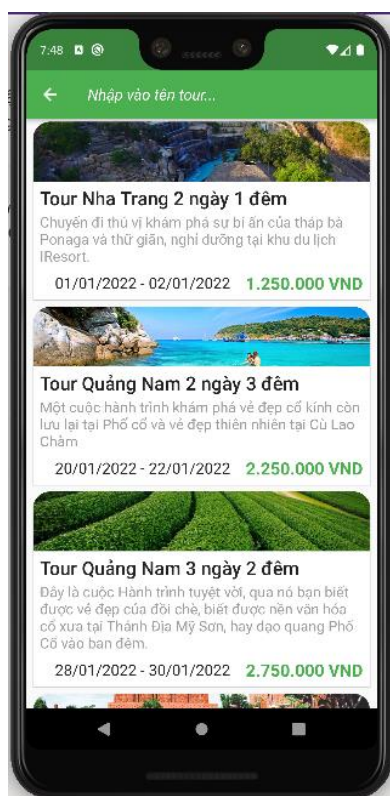 7:48
Nhập vào tên tour...
Tour Nha Trang 2 ngày 1 đêm
Chuyến đi thú vị khám phá sự bí ẩn của tháp bà
Ponaga và thữ giãn, nghỉ dưỡng tại khu du lịch
IResort.
01/01/2022 - 02/01/2022 1.250.000 VND
Tour Quảng Nam 2 ngày 3 đêm
Một cuộc hành trình khám phá vẻ đẹp cổ kính còn
lưu lại tại Phố cổ và vẻ đẹp thiên nhiên tại Cù Lao
Chàm
20/01/2022 - 22/01/2022 2.250.000 VND
Tour Quảng Nam 3 ngày 2 đêm
Đây là cuộc Hành trình tuyệt vời, qua nó bạn biết
được vẻ đẹp của đồi chè, biết được nền văn hóa
cổ xưa tại Thánh Địa Mỹ Sơn, hay dạo quang Phố
Cổ vào ban đêm.
28/01/2022 - 30/01/2022 2.750.000 VND